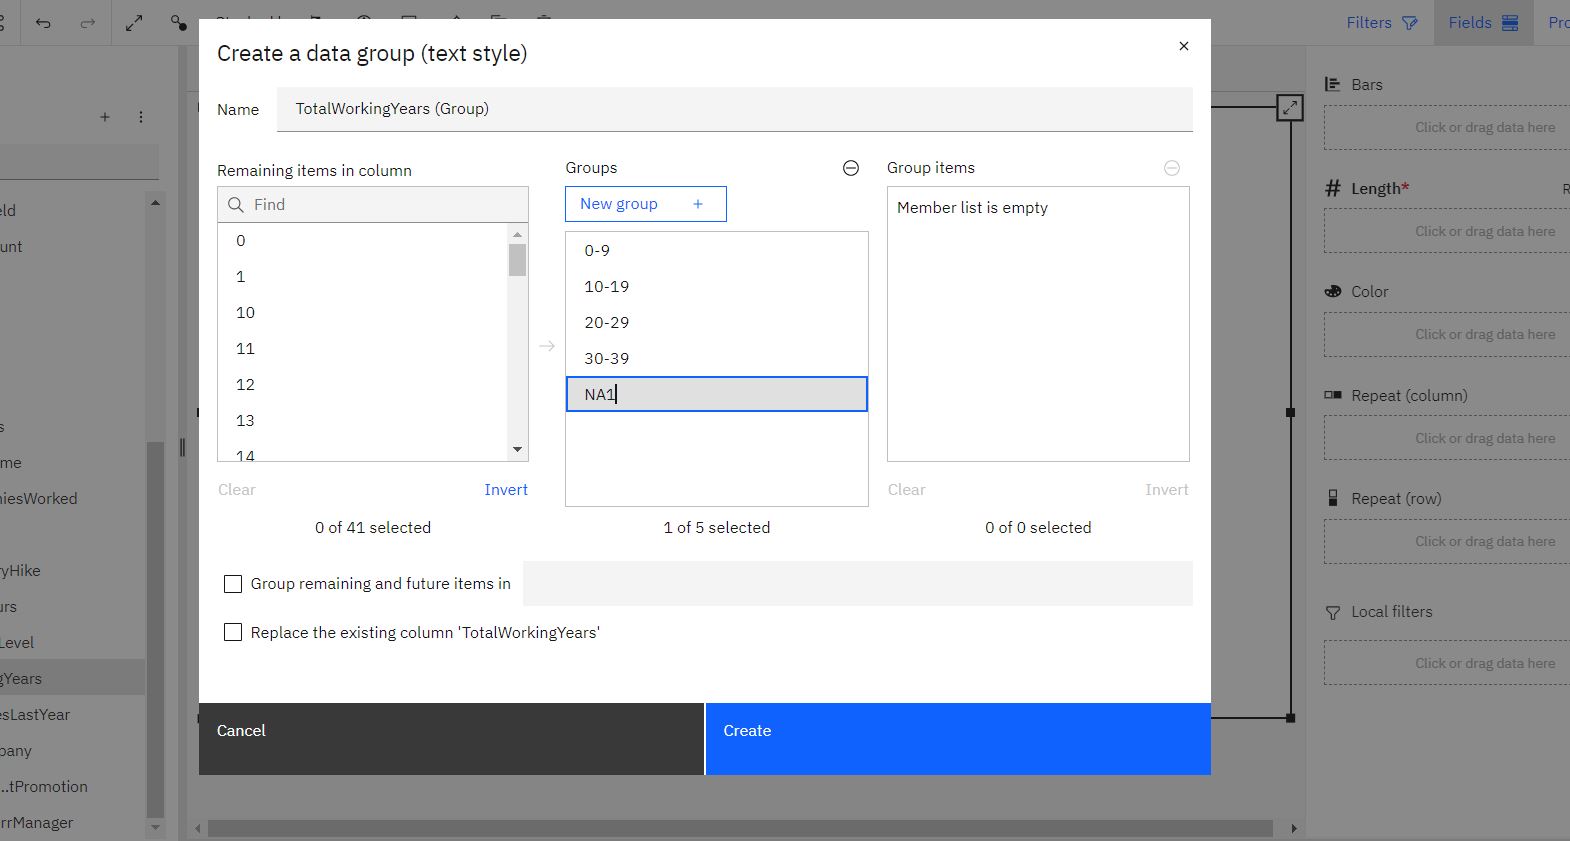 Filters
Fields
Create a data group (text style)
Name
TotalWorkingYears (Group)
Remaining items in column
Find
0
1
10
11
12
13
14
Clear
Invert
0 of 41 selected
Groups
New group +
0-9
10-19
20-29
30-39
NA1
1 of 5 selected
Group items
Member list is empty
Clear
Invert
0 of 0 selected
Group remaining and future items in
Replace the existing column 'TotalWorkingYears'
Cancel
Create
eld
unt
s
me
niesWorked
yHike
urs
Level
gYears
esLastYear
pany
..tPromotion
rrManager
Bars
Click or drag data here
# Length*
R
Click or drag data here
Color
Click or drag data here
Repeat (column)
Click or drag data here
Repeat (row)
Click or drag data here
Local filters
Click or drag data here